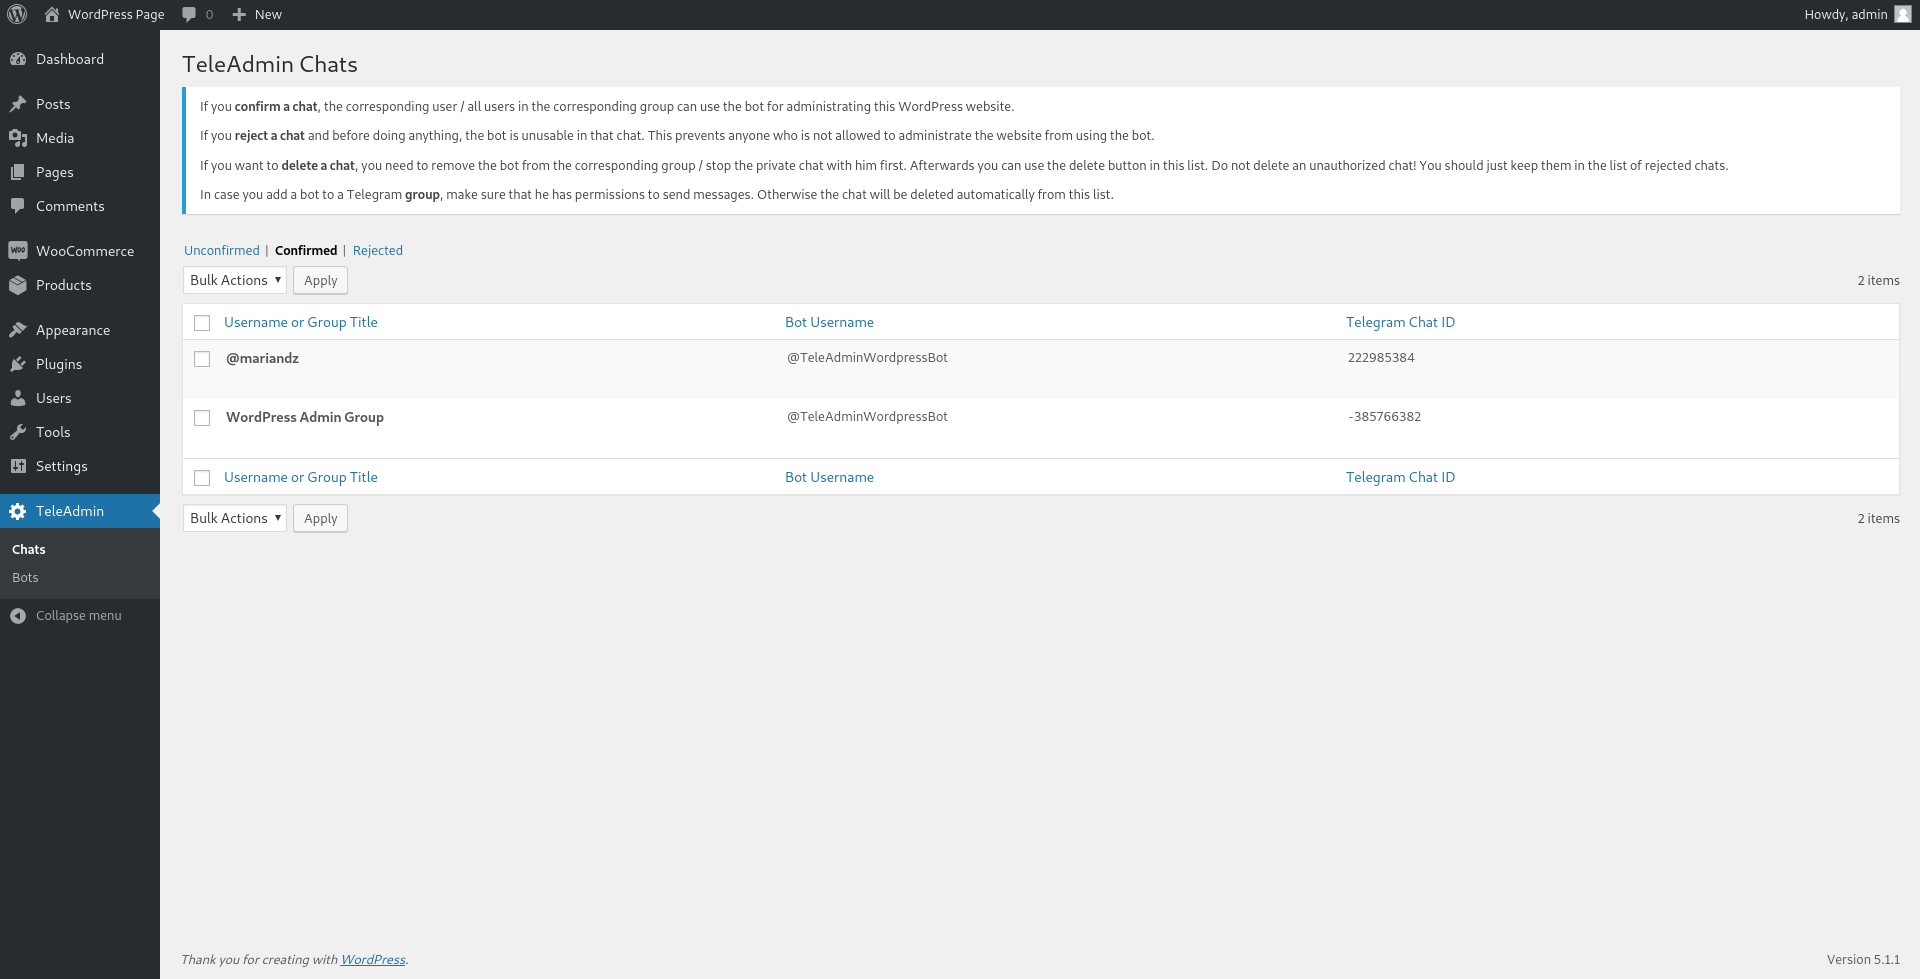 WordPress Page 0 New Howdy, admin
Dashboard
Posts
Media
Pages
Comments
WooCommerce
Products
Appearance
Plugins
Users
Tools
Settings
TeleAdmin
Chats
Bots
Collapse menu
TeleAdmin Chats
If you confirm a chat, the corresponding user / all users in the corresponding group can use the bot for administrating this WordPress website.
If you reject a chat and before doing anything, the bot is unusable in that chat. This prevents anyone who is not allowed to administrate the website from using the bot.
If you want to delete a chat, you need to remove the bot from the corresponding group / stop the private chat with him first. Afterwards you can use the delete button in this list. Do not delete an unauthorized chat! You should just keep them in the list of rejected chats.
In case you add a bot to a Telegram group, make sure that he has permissions to send messages. Otherwise the chat will be deleted automatically from this list.
Unconfirmed | Confirmed | Rejected
Bulk Actions Apply 2 items
Username or Group Title Bot Username Telegram Chat ID
@mariandz @TeleAdminWordpressBot 222985384
WordPress Admin Group @TeleAdminWordpressBot -385766382
Username or Group Title Bot Username Telegram Chat ID
Bulk Actions Apply 2 items
Thank you for creating with WordPress. Version 5.1.1